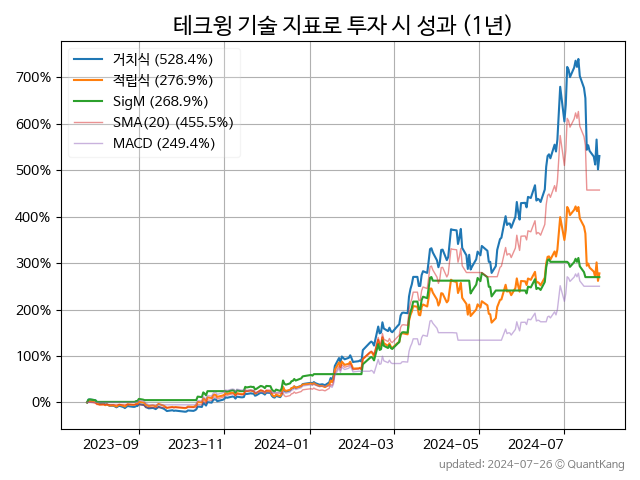 테크윙 기술 지표로 투자 시 성과 (1년)
거치식 (528.4%)
적립식 (276.9%)
SigM (268.9%)
SMA(20) (455.5%)
MACD (249.4%)
700%
600%
500%
400%
300%
200%
100%
0%
2023-09 2023-11 2024-01 2024-03 2024-05 2024-07
updated: 2024-07-26 © QuantKang